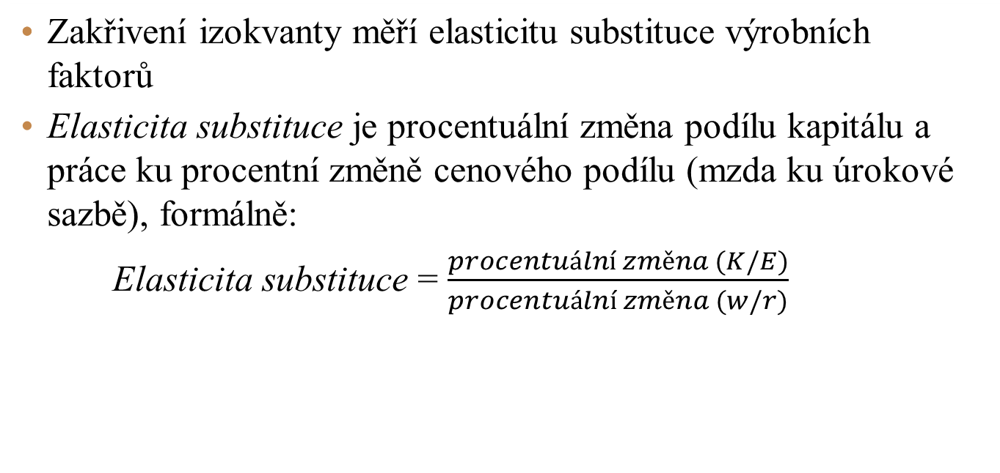 • Zakřivení izokvanty měří elasticitu substituce výrobních
faktorů
• Elasticita substituce je procentuální změna podílu kapitálu a
práce ku procentní změně cenového podílu (mzda ku úrokové
sazbě), formálně:
Elasticita substituce = procentuální změna (K/E)
procentuální změna (w/r)